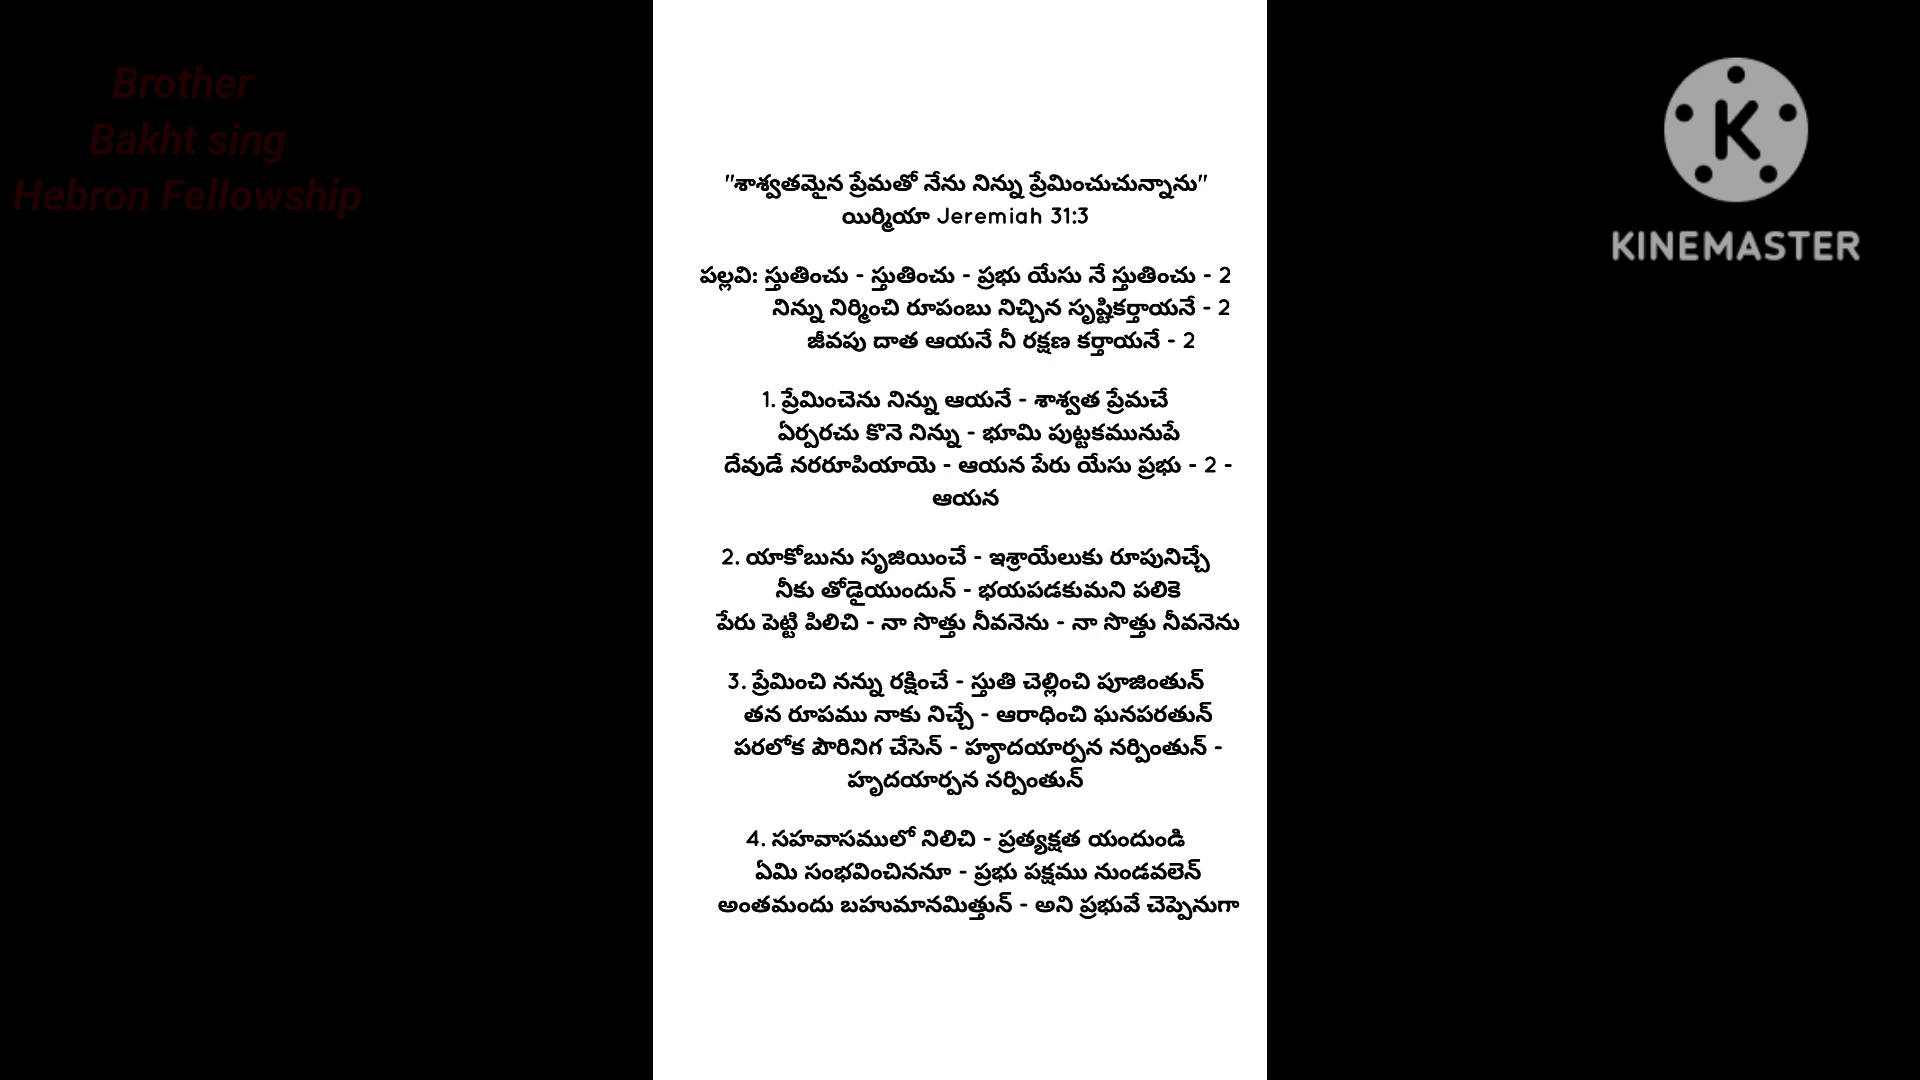 Brother
Bakht sing
Hebron Fellowship
KINEMASTER
"శాశ్వతమైన ప్రేమతో నేను నిన్ను ప్రేమించుచున్నాను"
యిర్మియా Jeremiah 31:3
పల్లవి: స్తుతించు - స్తుతించు - ప్రభు యేసు నే స్తుతించు - 2
నిన్ను నిర్మించి రూపంబు నిచ్చిన సృష్టికర్తాయనే - 2
జీవపు దాత ఆయనే నీ రక్షణ కర్తాయనే - 2
1. ప్రేమించెను నిన్ను ఆయనే - శాశ్వత ప్రేమచే
ఏర్పరచు కొనె నిన్ను - భూమి పుట్టకమునుపే
దేవుడే నరరూపియాయె - ఆయన పేరు యేసు ప్రభు - 2 -
ఆయన
2. యాకోబును సృజియించే - ఇశ్రాయేలుకు రూపునిచ్చే
నీకు తోడైయుందున్ - భయపడకుమని పలికె
పేరు పెట్టి పిలిచి - నా సొత్తు నీవనెను - నా సొత్తు నీవనెను
3. ప్రేమించి నన్ను రక్షించే - స్తుతి చెల్లించి పూజింతున్
తన రూపము నాకు నిచ్చే - ఆరాధించి ఘనపరతున్
పరలోక పౌరినిగ చేసెన్ - హౄదయార్పన నర్పింతున్ -
హృదయార్పన నర్పింతున్
4. సహవాసములో నిలిచి - ప్రత్యక్షత యందుండి
ఏమి సంభవించిననూ - ప్రభు పక్షము నుండవలెన్
అంతమందు బహుమానమిత్తున్ - అని ప్రభువే చెప్పెనుగా